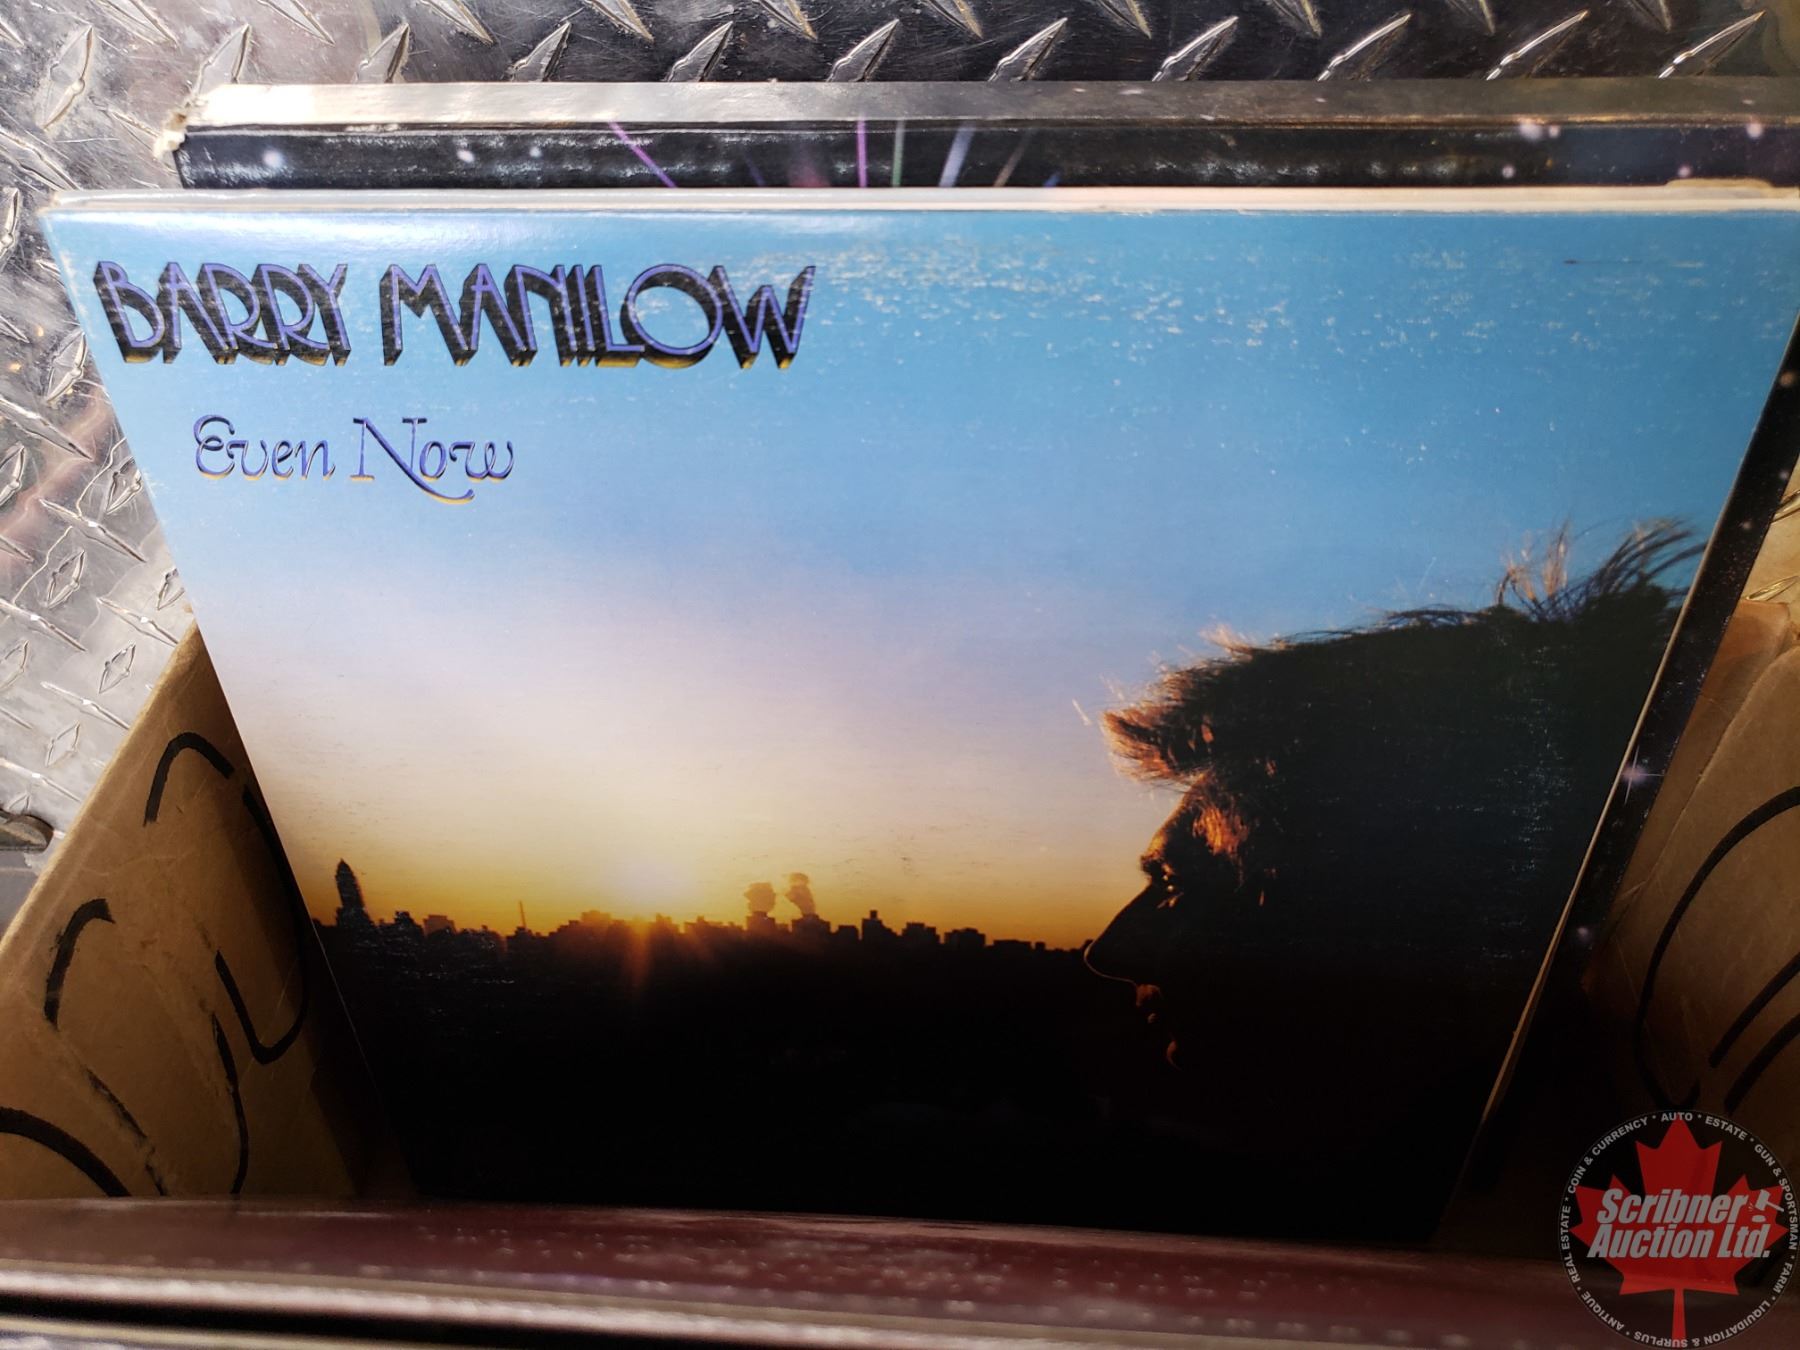 BARRY MANILOW
Even Now
Scribner
Auction Ltd.
COIN & CURRENCY * AUTO * ESTATE * GUN & SPORTSMAN * FARM * LIQUIDATION & SURPLUS * ANTIQUE * REAL ESTATE *